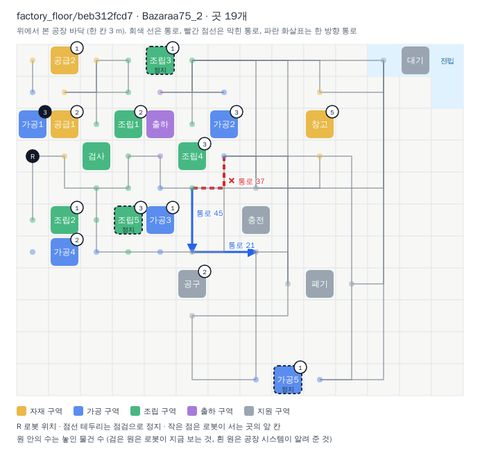 factory_floor/beb312fcd7 · Bazaraa75_2 · 곳 19개
위에서 본 공장 바닥 (한 칸 3 m). 회색 선은 통로, 빨간 점선은 막힌 통로, 파란 화살표는 한 방향 통로
공급2 1
조립3 1
정지
대기
전립
가공1 3
공급1 2
조립1 2
출하
가공2 3
창고 5
R
검사
조립4 3
✕ 통로 37
조립2 1
조립5 3
정지
가공3 1
통로 45
충전
가공4 2
통로 21
공구 2
폐기
가공5 1
정지
자재 구역
가공 구역
조립 구역
출하 구역
지원 구역
R 로봇 위치 · 점선 테두리는 점검으로 정지 · 작은 점은 로봇이 서는 곳의 앞 칸
원 안의 수는 놓인 물건 수 (검은 원은 로봇이 지금 보는 것, 흰 원은 공장 시스템이 알려 준 것)